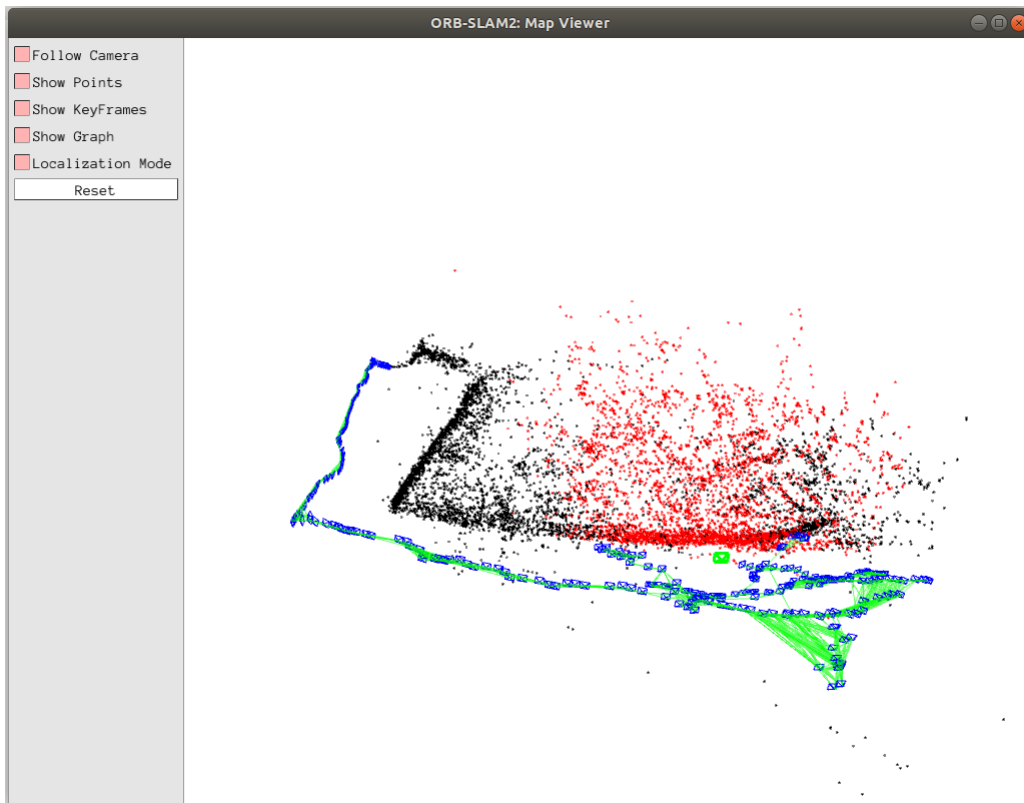 ORB-SLAM2: Map Viewer
Follow Camera
Show Points
Show KeyFrames
Show Graph
Localization Mode
Reset